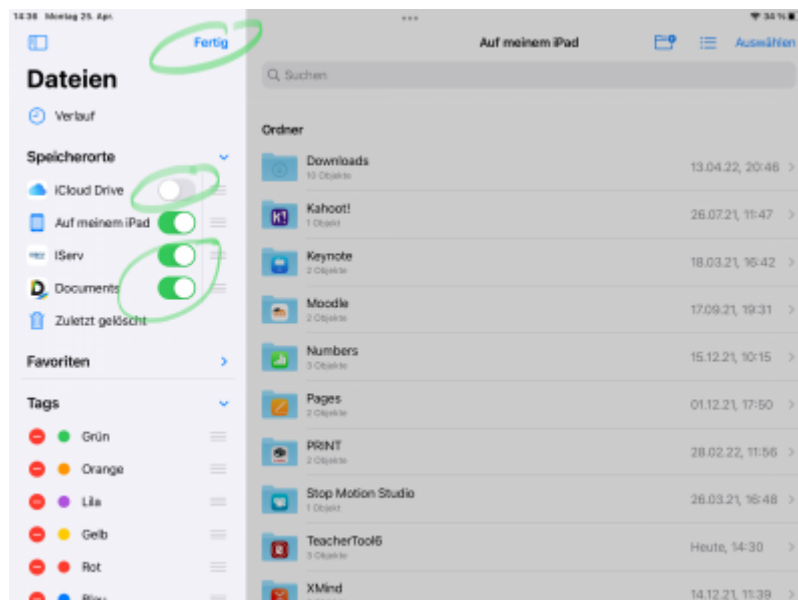 14:36 Montag 25. Apr.
34 %
Fertig
Dateien
Verlauf
Speicherorte
iCloud Drive
Auf meinem iPad
IServ
Documents
Zuletzt gelöscht
Favoriten
Tags
Grün
Orange
Lila
Gelb
Rot
Blau
Auf meinem iPad
Auswählen
Suchen
Ordner
Downloads
10 Objekte
13.04.22, 20:46
Kahoot!
1 Objekt
26.07.21, 11:47
Keynote
2 Objekte
18.03.21, 16:42
Moodle
2 Objekte
17.09.21, 19:31
Numbers
3 Objekte
15.12.21, 10:15
Pages
2 Objekte
01.12.21, 17:50
PRINT
2 Objekte
28.02.22, 11:56
Stop Motion Studio
1 Objekt
26.03.21, 16:48
TeacherTool6
3 Objekte
Heute, 14:30
XMind
14.12.21, 11:39